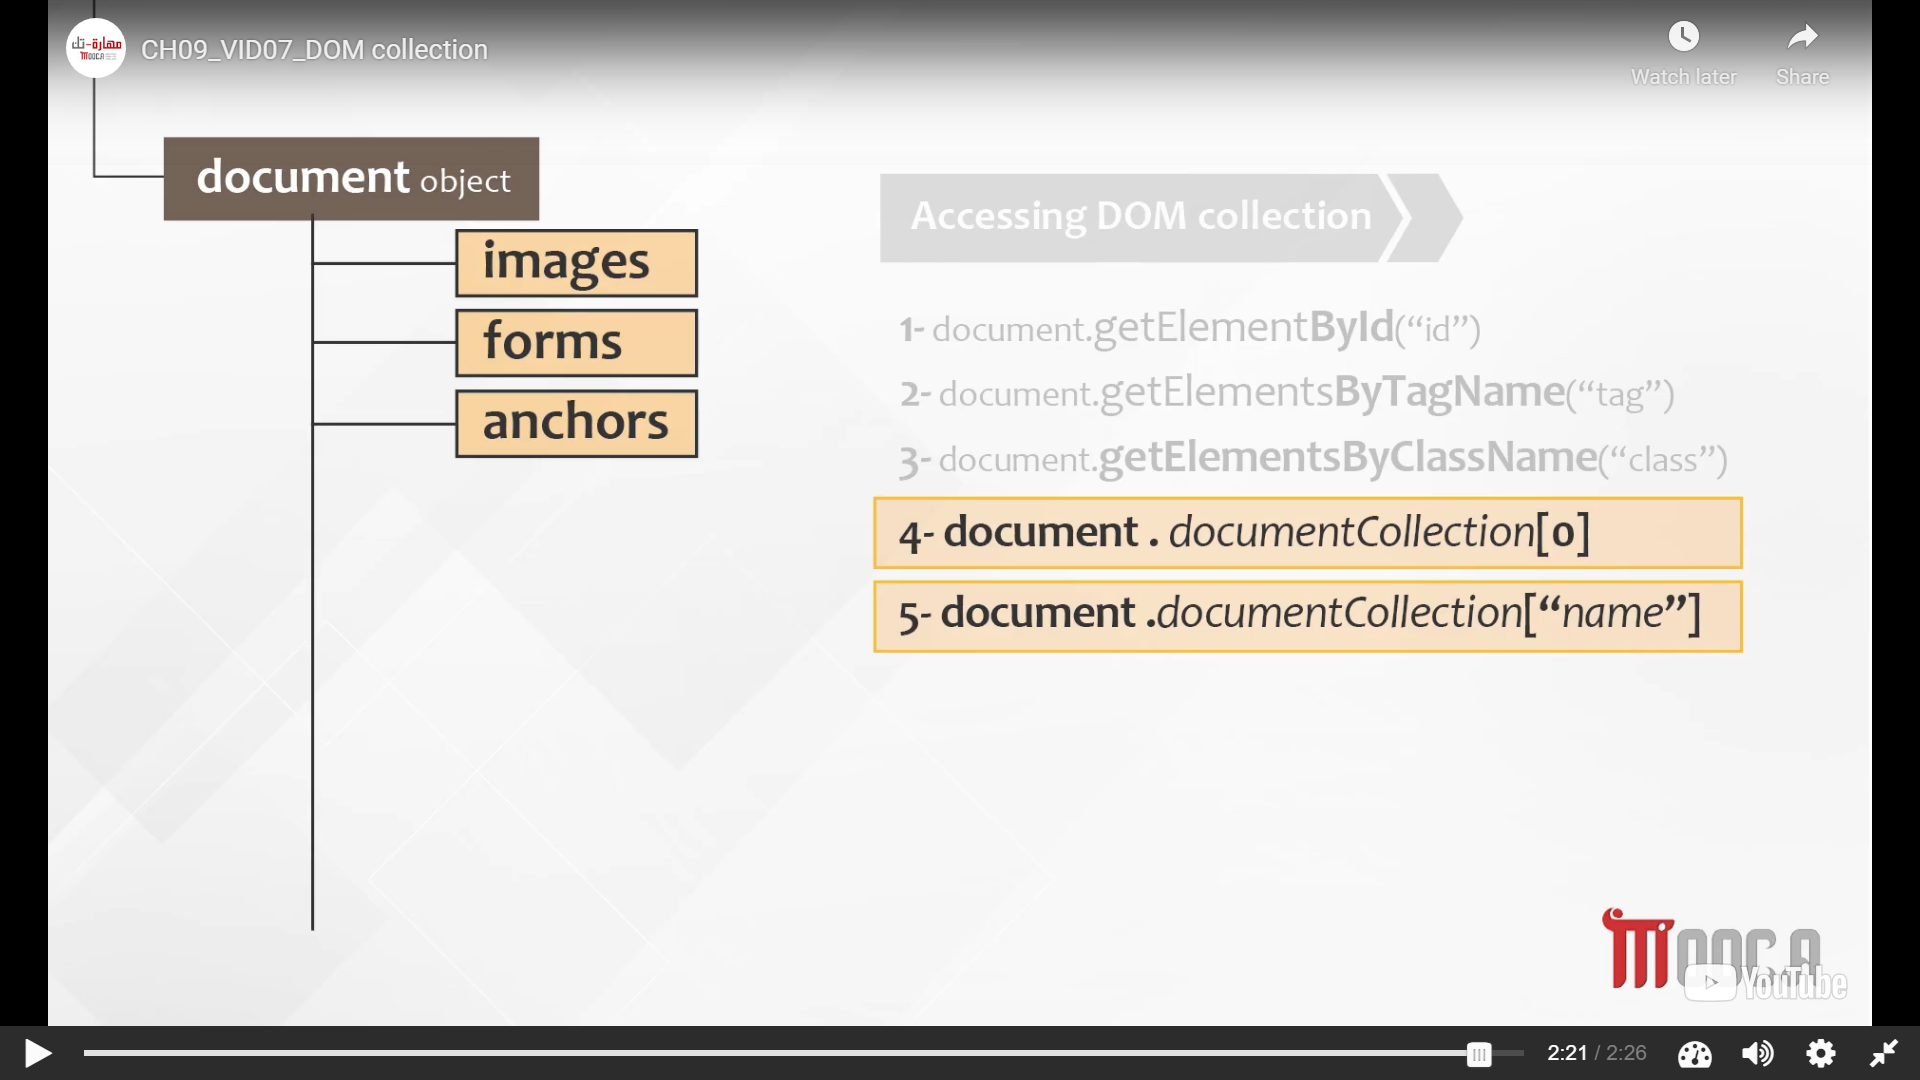 مهارة-تك
MOOCA
CH09_VID07_DOM collection
Watch later
Share
document object
images
forms
anchors
Accessing DOM collection
1- document.getElementById(“id”)
2- document.getElementsByTagName(“tag”)
3- document.getElementsByClassName(“class”)
4- document . documentCollection[0]
5- document .documentCollection[“name”]
MOOCA
YouTube
2:21 / 2:26